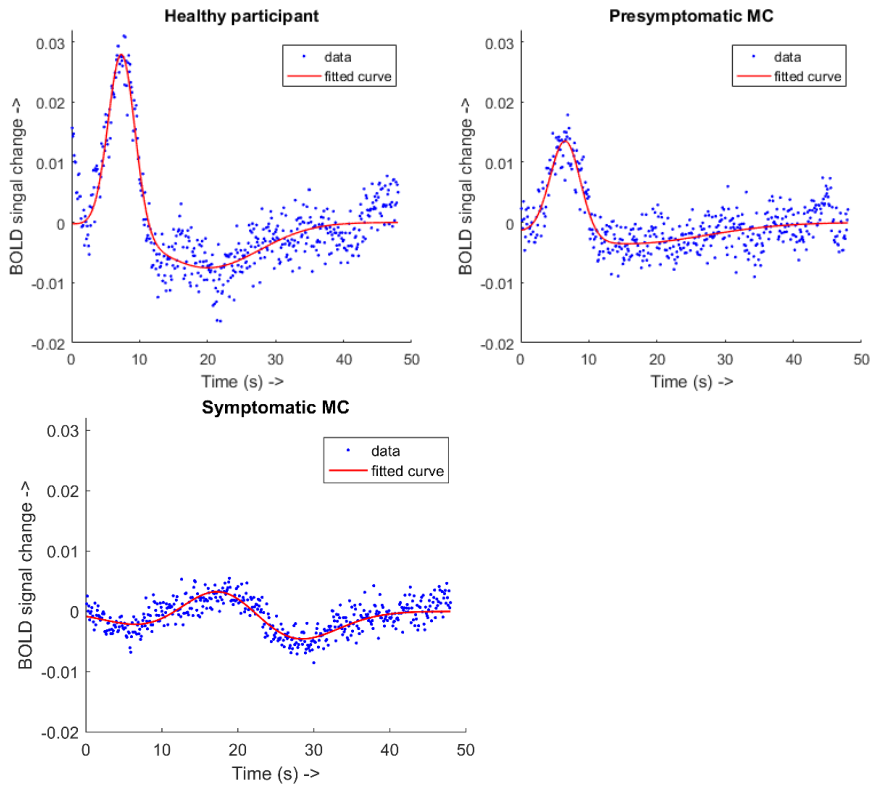 Healthy participant
0.03
0.02
0.01
0
-0.01
-0.02
BOLD singal change ->
data
fitted curve
0 10 20 30 40 50
Time (s) ->
Presymptomatic MC
0.03
0.02
0.01
0
-0.01
-0.02
BOLD signal change ->
data
fitted curve
0 10 20 30 40 50
Time (s) ->
Symptomatic MC
0.03
0.02
0.01
0
-0.01
-0.02
BOLD signal change ->
data
fitted curve
0 10 20 30 40 50
Time (s) ->